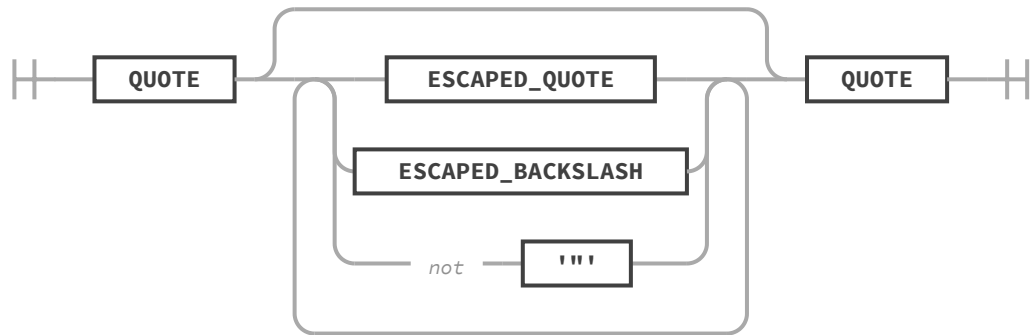 QUOTE ESCAPED_QUOTE QUOTE
ESCAPED_BACKSLASH
not '"'